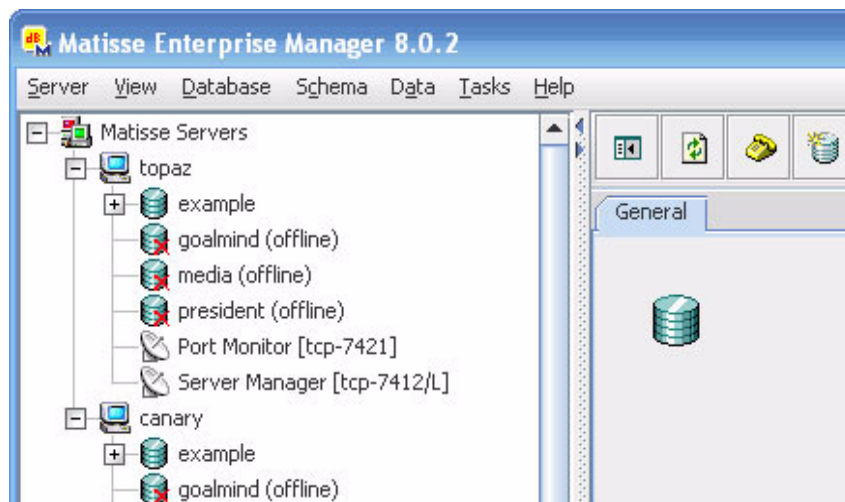 Matisse Enterprise Manager 8.0.2
Server View Database Schema Data Tasks Help
Matisse Servers
topaz
example
goalmind (offline)
media (offline)
president (offline)
Port Monitor [tcp-7421]
Server Manager [tcp-7412/L]
canary
example
goalmind (offline)
General